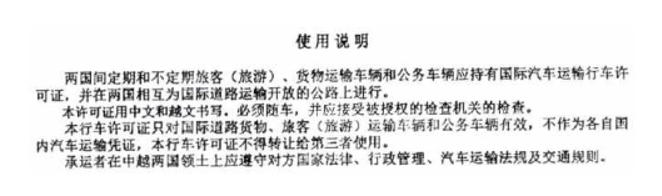 使用说明
两国间定期和不定期旅客（旅游）、货物运输车辆和公务车辆应持有国际汽车运输行车许
可证，并在两国相互为国际道路运输开放的公路上进行。
本许可证用中文和越文书写。必须随车，并应接受被授权的检查机关的检查。
本行车许可证只对国际道路货物、旅客（旅游）运输车辆和公务车辆有效，不作为各自国
内汽车运输凭证，本行车许可证不得转让给第三者使用。
承运者在中越两国领土上应遵守对方国家法律、行政管理、汽车运输法规及交通规则。